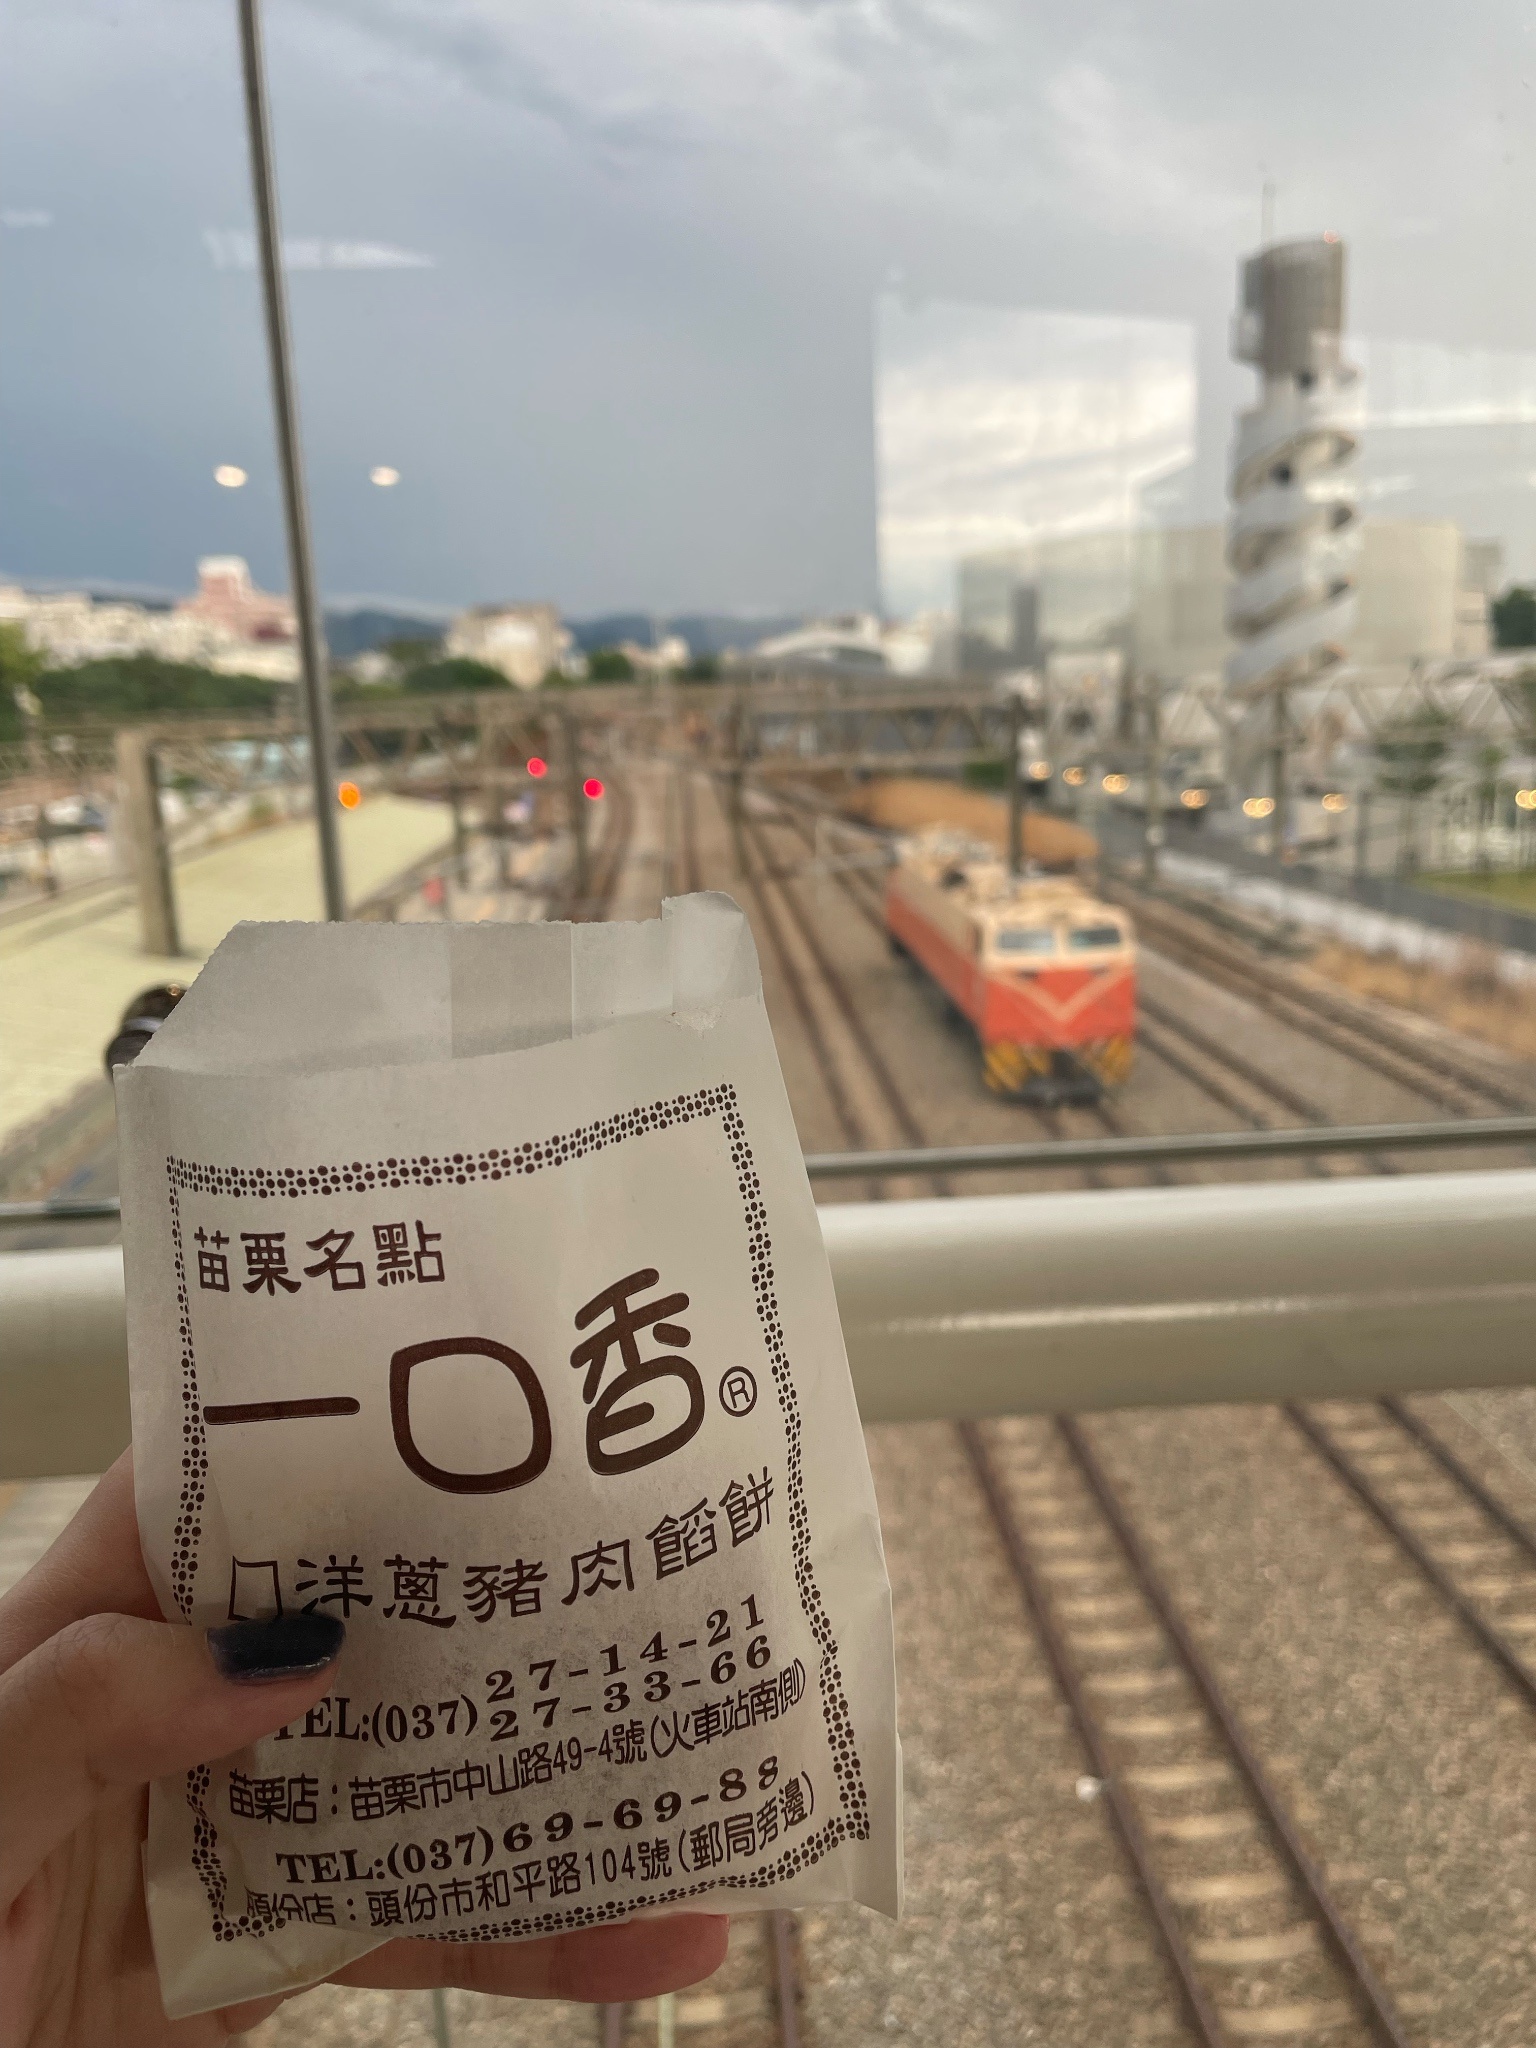 苗栗名點
一口香®
口洋蔥豬肉餡餅
TEL:(037) 27-14-21
27-33-66
苗栗店：苗栗市中山路49-4號(火車站南側)
TEL:(037)69-69-88
頭份店：頭份市和平路104號(郵局旁邊)